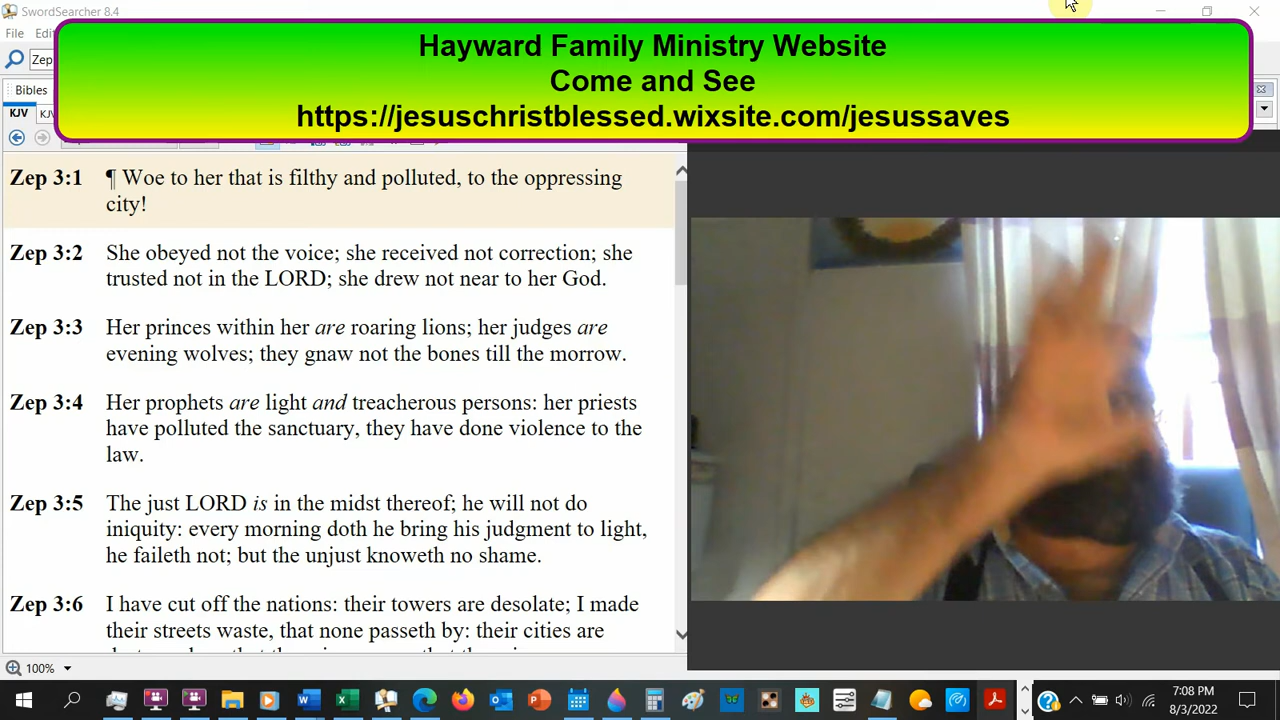 SwordSearcher 8.4
File
Hayward Family Ministry Website
Come and See
https://jesuschristblessed.wixsite.com/jesussaves
Zep
Bibles
KJV
Zep 3:1 ¶ Woe to her that is filthy and polluted, to the oppressing
city!
Zep 3:2 She obeyed not the voice; she received not correction; she
trusted not in the LORD; she drew not near to her God.
Zep 3:3 Her princes within her are roaring lions; her judges are
evening wolves; they gnaw not the bones till the morrow.
Zep 3:4 Her prophets are light and treacherous persons: her priests
have polluted the sanctuary, they have done violence to the
law.
Zep 3:5 The just LORD is in the midst thereof; he will not do
iniquity: every morning doth he bring his judgment to light,
he faileth not; but the unjust knoweth no shame.
Zep 3:6 I have cut off the nations: their towers are desolate; I made
their streets waste, that none passeth by: their cities are
100%
7:08 PM
8/3/2022